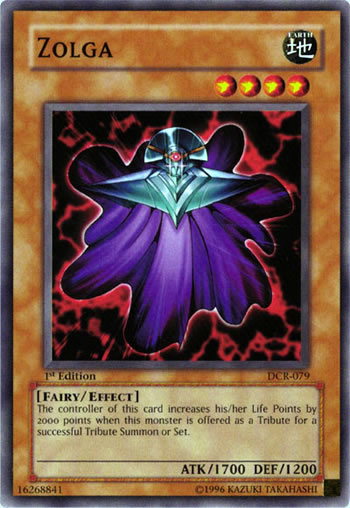 Zolga
EARTH
地
1st Edition
DCR-079
[Fairy/Effect]
The controller of this card increases his/her Life Points by
2000 points when this monster is offered as a Tribute for a
successful Tribute Summon or Set.
ATK/1700 DEF/1200
16268841
©1996 KAZUKI TAKAHASHI